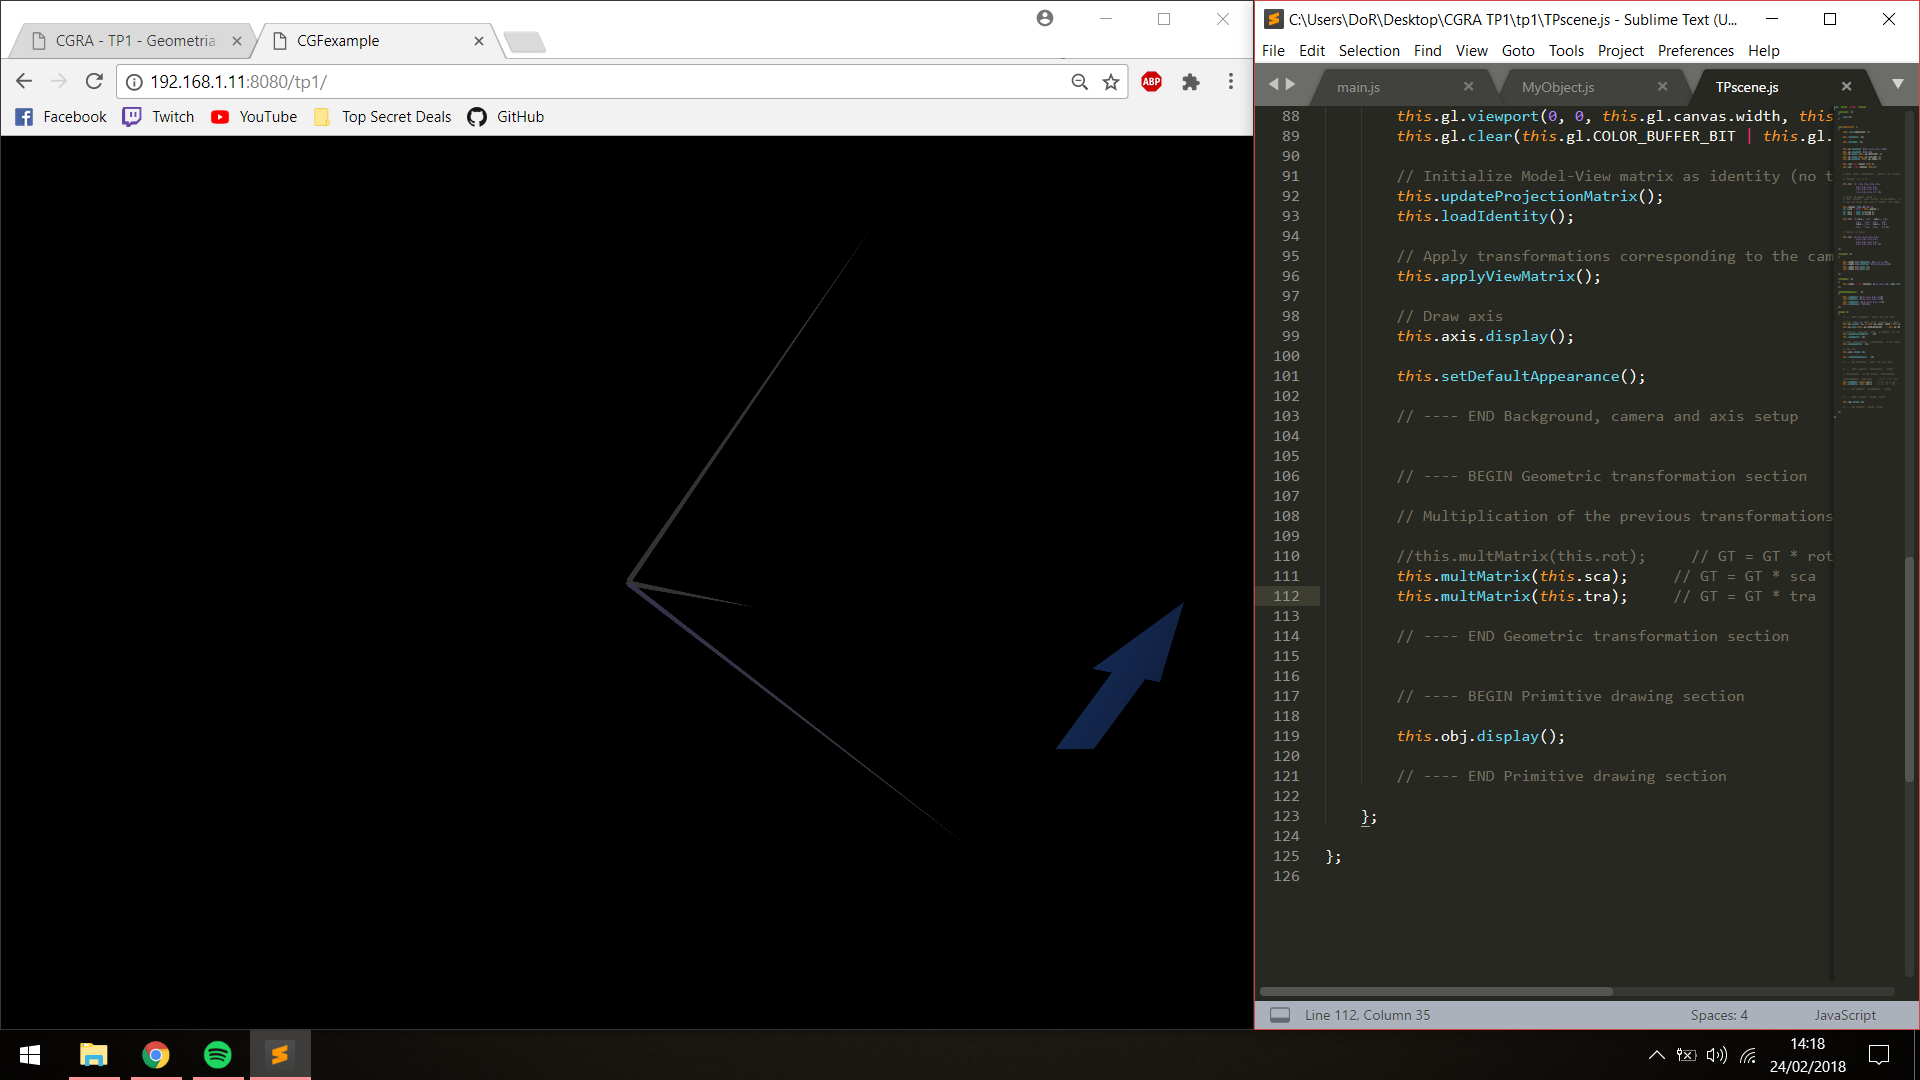 CGRA - TP1 - Geometria
CGFexample
192.168.1.11:8080/tp1/
ABP
Facebook
Twitch
YouTube
Top Secret Deals
GitHub
C:\Users\DoR\Desktop\CGRA TP1\tp1\TPscene.js - Sublime Text (U...
File Edit Selection Find View Goto Tools Project Preferences Help
main.js
MyObject.js
TPscene.js
88 this.gl.viewport(0, 0, this.gl.canvas.width, this
89 this.gl.clear(this.gl.COLOR_BUFFER_BIT | this.gl.
90
91 // Initialize Model-View matrix as identity (no t
92 this.updateProjectionMatrix();
93 this.loadIdentity();
94
95 // Apply transformations corresponding to the cam
96 this.applyViewMatrix();
97
98 // Draw axis
99 this.axis.display();
100
101 this.setDefaultAppearance();
102
103 // ---- END Background, camera and axis setup
104
105
106 // ---- BEGIN Geometric transformation section
107
108 // Multiplication of the previous transformations
109
110 //this.multMatrix(this.rot); // GT = GT * rot
111 this.multMatrix(this.sca); // GT = GT * sca
112 this.multMatrix(this.tra); // GT = GT * tra
113
114 // ---- END Geometric transformation section
115
116
117 // ---- BEGIN Primitive drawing section
118
119 this.obj.display();
120
121 // ---- END Primitive drawing section
122
123 };
124
125 };
126
Line 112, Column 35
Spaces: 4
JavaScript
14:18
24/02/2018